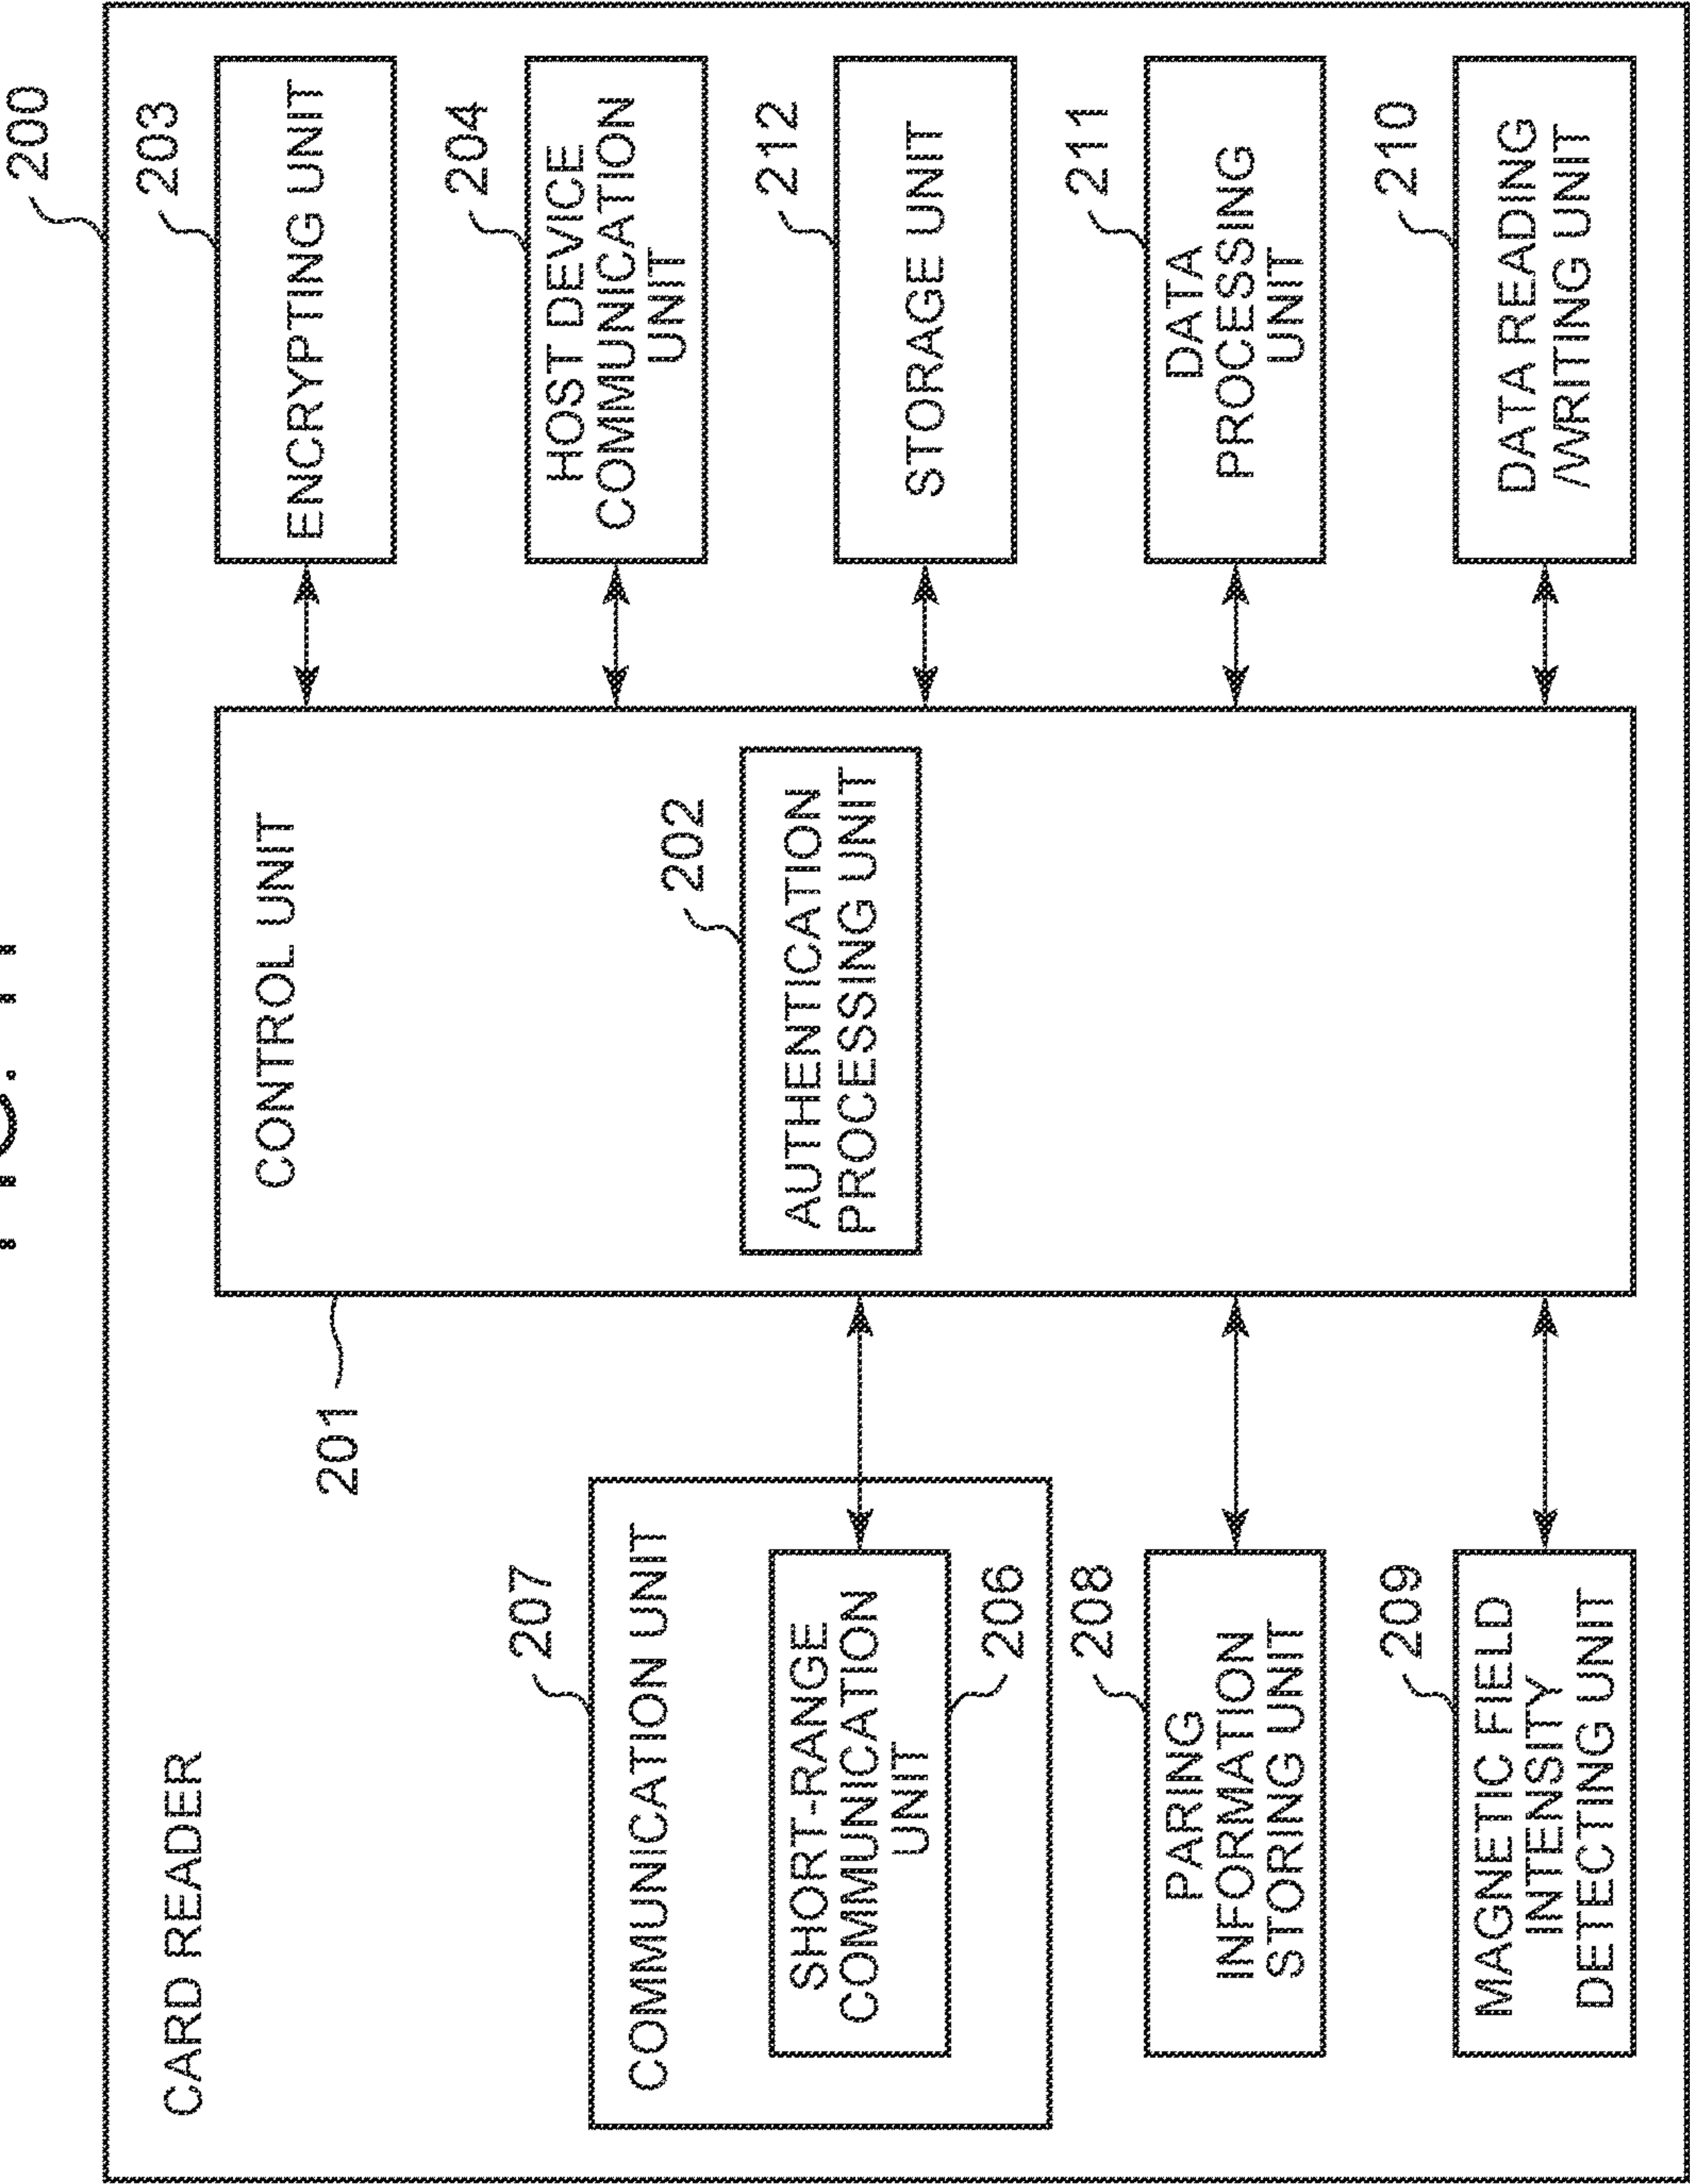 200
CARD READER
203
201
CONTROL UNIT
ENCRYPTING UNIT
204
HOST DEVICE
COMMUNICATION
UNIT
207
COMMUNICATION UNIT
SHORT-RANGE
COMMUNICATION
UNIT
206
202
AUTHENTICATION
PROCESSING UNIT
212
STORAGE UNIT
208
PARING
INFORMATION
STORING UNIT
211
DATA
PROCESSING
UNIT
209
MAGNETIC FIELD
INTENSITY
DETECTING UNIT
210
DATA READING
/WRITING UNIT